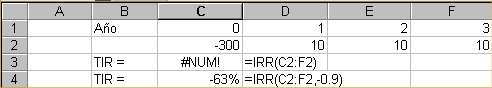 A B C D E F
1 Año 0 1 2 3
2 -300 10 10 10
3 TIR = #NUM! =IRR(C2:F2)
4 TIR = -63% =IRR(C2:F2,-0.9)